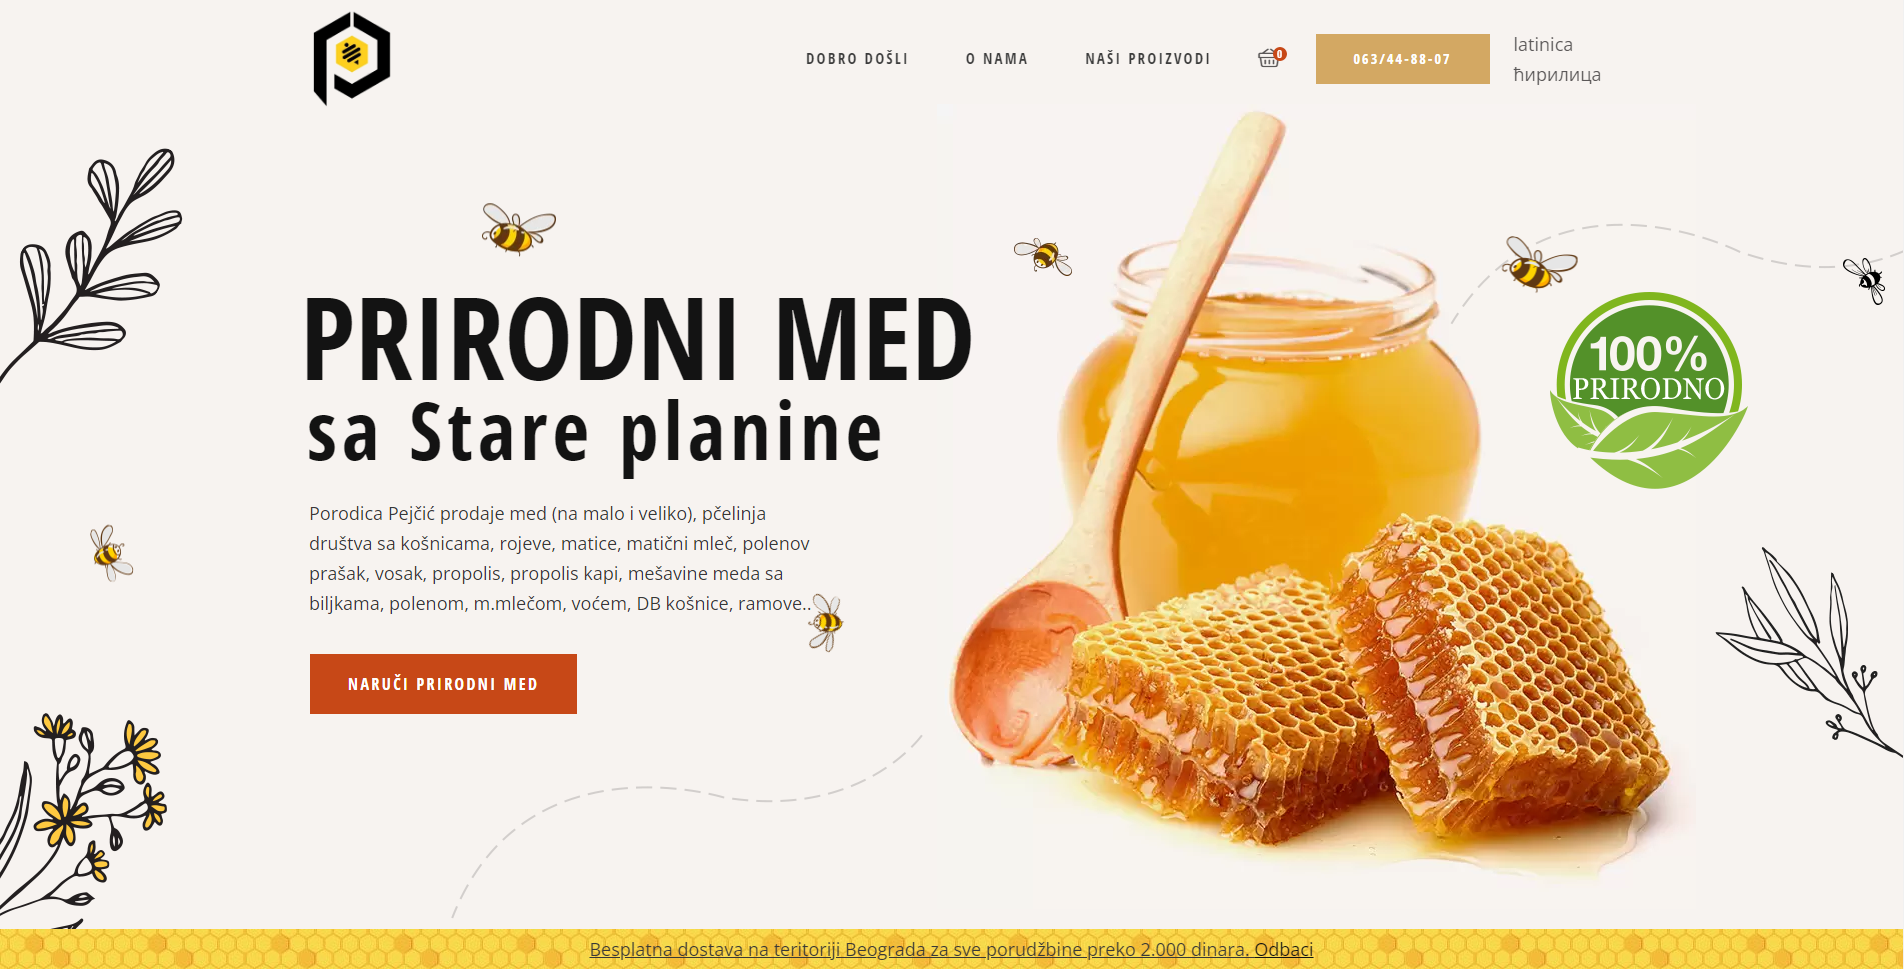 DOBRO DOŠLI
O NAMA
NAŠI PROIZVODI
0
063/44-88-07
latinica
ћирилица
PRIRODNI MED
sa Stare planine
100%
PRIRODNO
Porodica Pejčić prodaje med (na malo i veliko), pčelinja
društva sa košnicama, rojeve, matice, matični mleč, polenov
prašak, vosak, propolis, propolis kapi, mešavine meda sa
biljkama, polenom, m.mlečom, voćem, DB košnice, ramove..
NARUČI PRIRODNI MED
Besplatna dostava na teritoriji Beograda za sve porudžbine preko 2.000 dinara. Odbaci